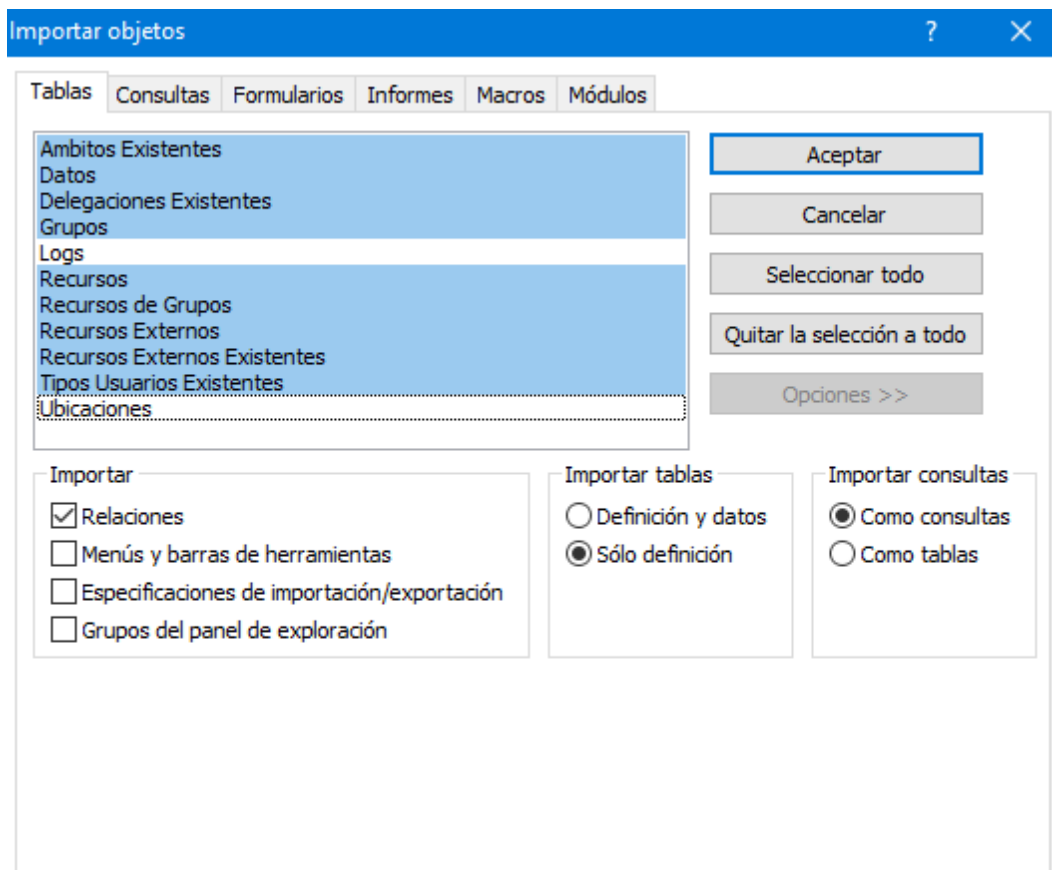 Importar objetos ?
Tablas Consultas Formularios Informes Macros Módulos
Ambitos Existentes
Datos
Delegaciones Existentes
Grupos
Logs
Recursos
Recursos de Grupos
Recursos Externos
Recursos Externos Existentes
Tipos Usuarios Existentes
Ubicaciones
Aceptar
Cancelar
Seleccionar todo
Quitar la selección a todo
Opciones >>
Importar
Relaciones
Menús y barras de herramientas
Especificaciones de importación/exportación
Grupos del panel de exploración
Importar tablas
Definición y datos
Sólo definición
Importar consultas
Como consultas
Como tablas